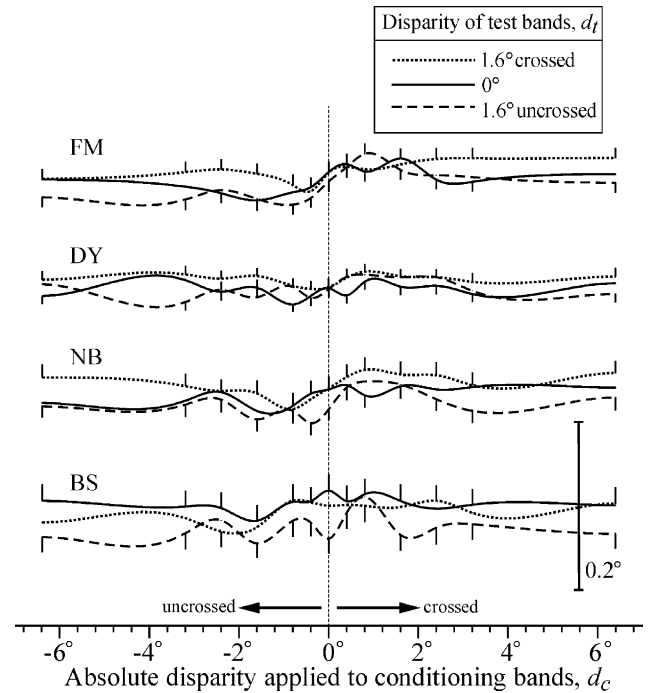 Disparity of test bands, dt
1.6° crossed
0°
1.6° uncrossed
FM
DY
NB
BS
0.2°
uncrossed
crossed
-6° -4° -2° 0° 2° 4° 6°
Absolute disparity applied to conditioning bands, dc